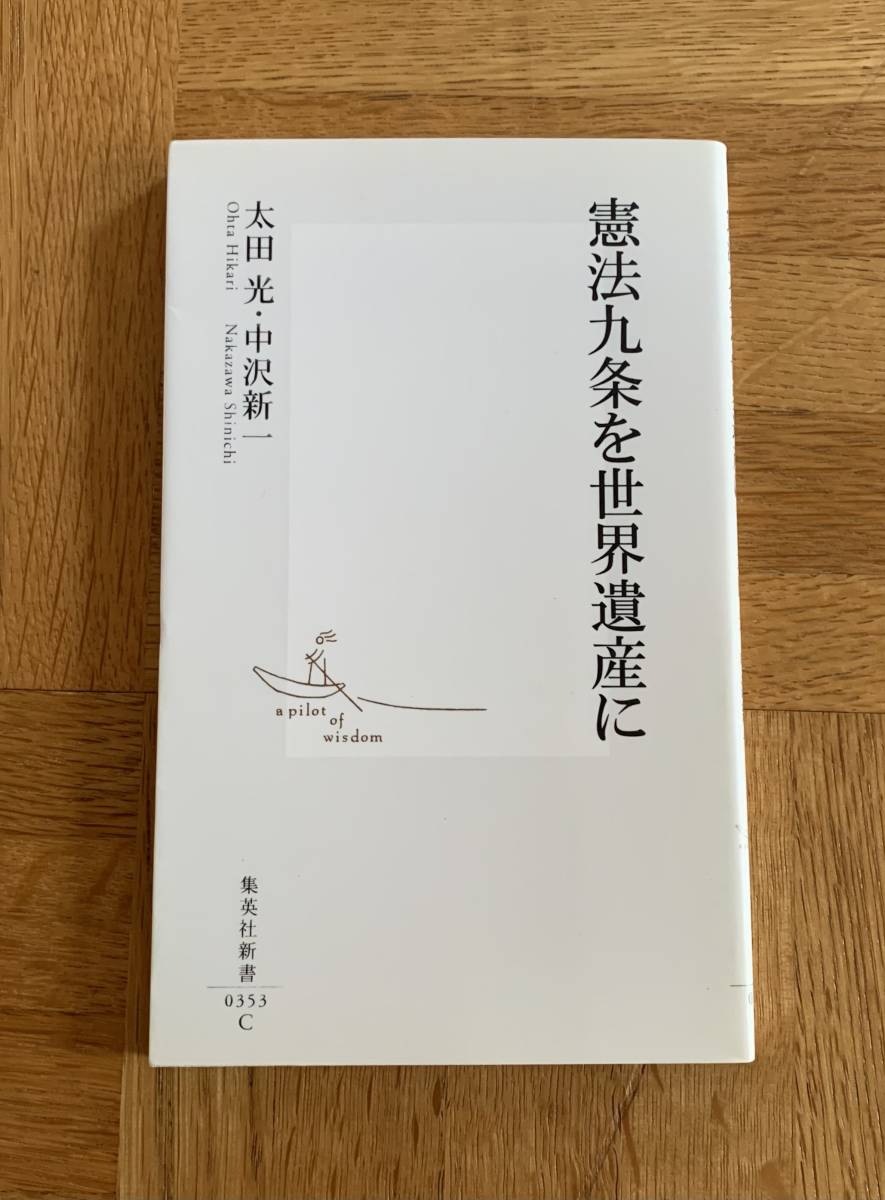 憲法九条を世界遺産に
太田 光・中沢新一
Ohta Hikari Nakazawa Shinichi
a pilot
of
wisdom
集英社新書
0353
C